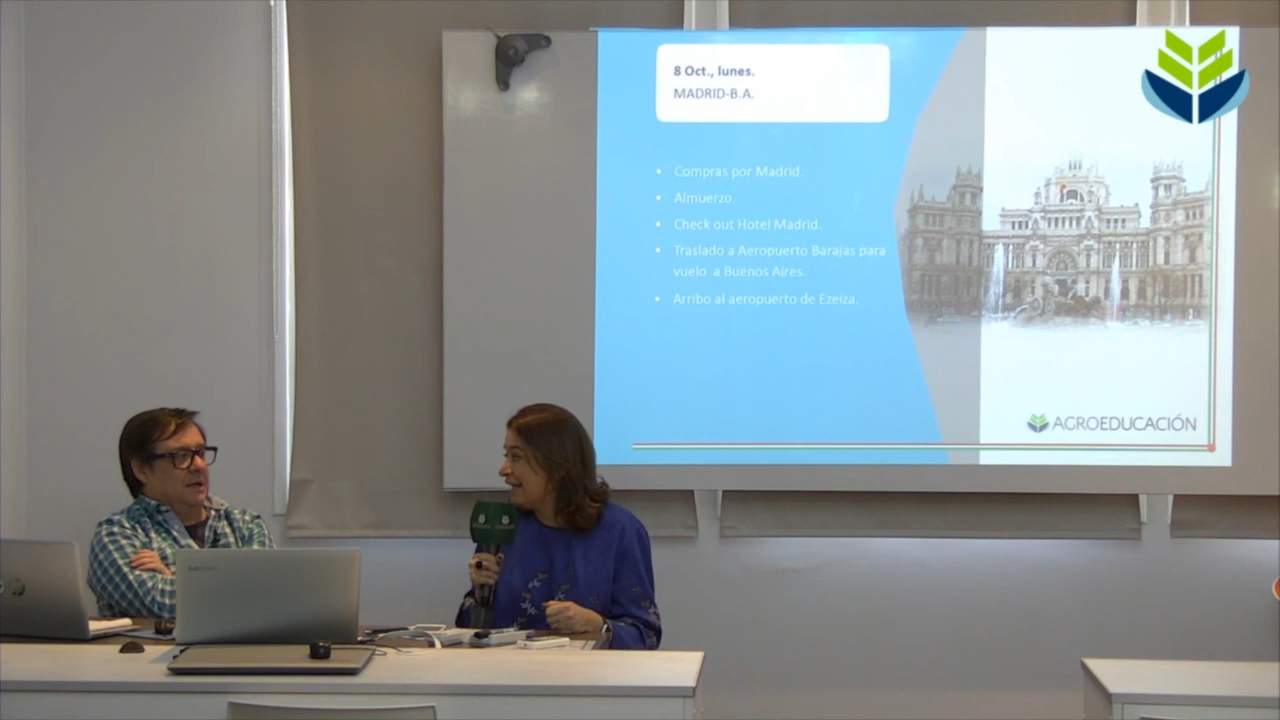 8 Oct., lunes.
MADRID-B.A.
• Compras por Madrid.
• Almuerzo.
• Check out Hotel Madrid.
• Traslado a Aeropuerto Barajas para
vuelo a Buenos Aires.
• Arribo al aeropuerto de Ezeiza.
AGROEDUCACIÓN
Lenovo